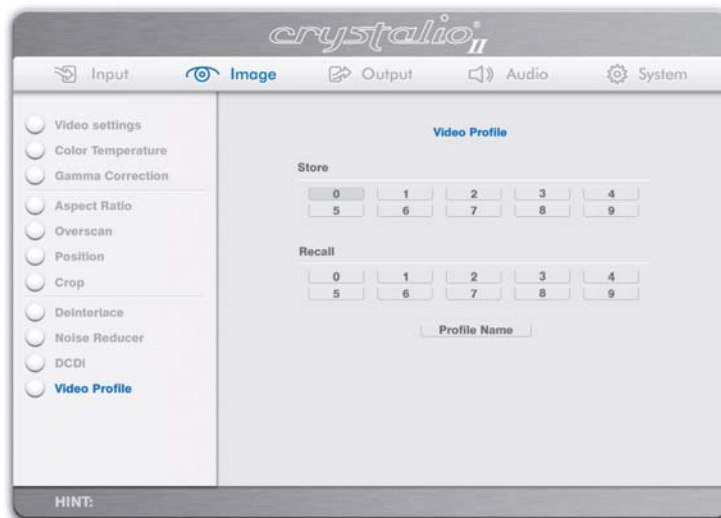 crystalio® II
Input Image Output Audio System
Video settings
Color Temperature
Gamma Correction
Aspect Ratio
Overscan
Position
Crop
Deinterlace
Noise Reducer
DCDi
Video Profile
Video Profile
Store
0 1 2 3 4
5 6 7 8 9
Recall
0 1 2 3 4
5 6 7 8 9
Profile Name
HINT: